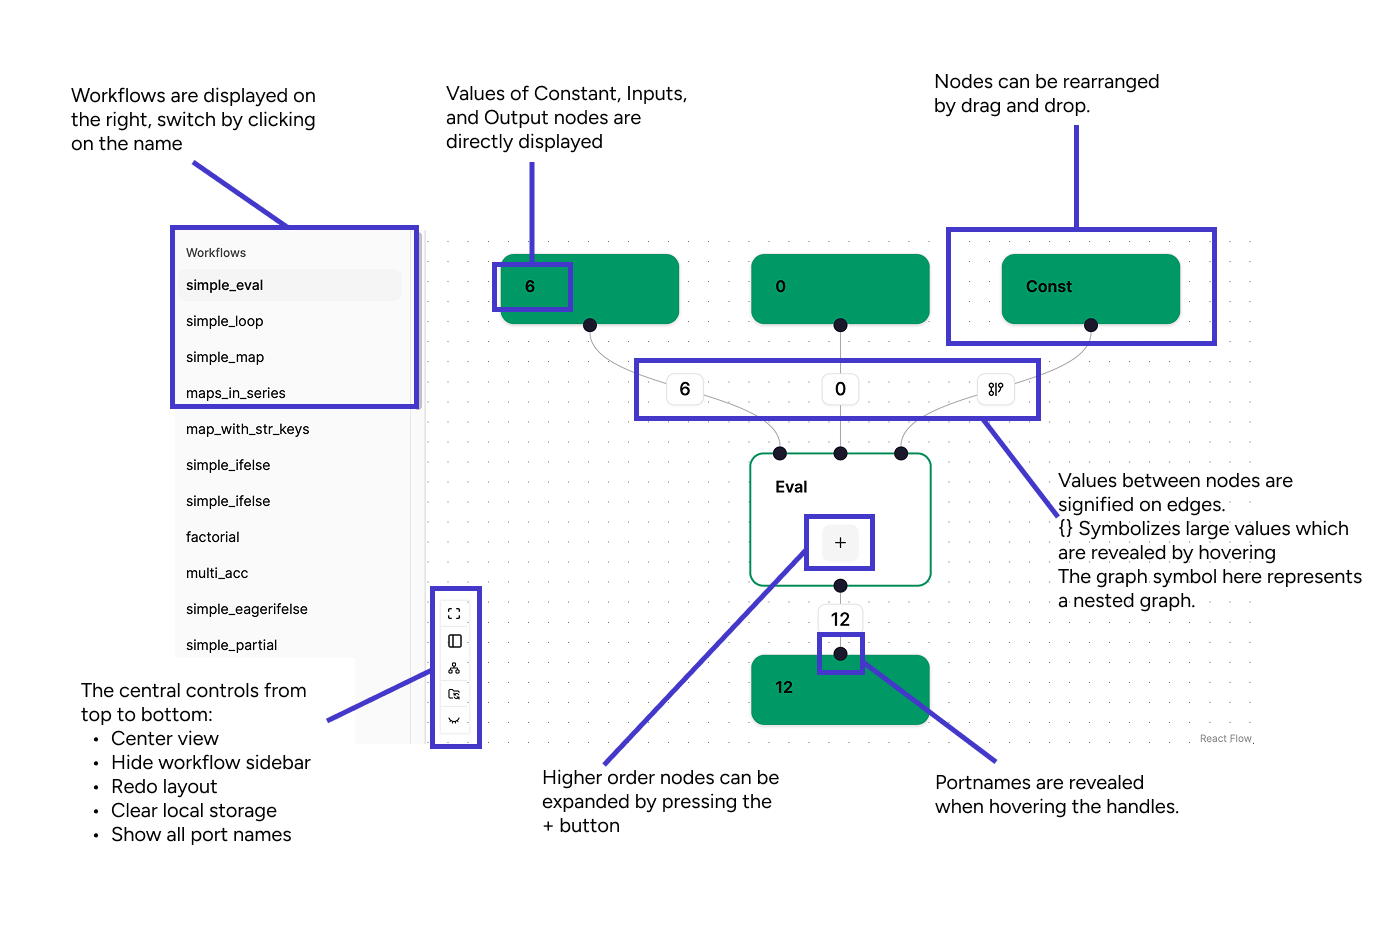 Workflows are displayed on
the right, switch by clicking
on the name
Values of Constant, Inputs,
and Output nodes are
directly displayed
Nodes can be rearranged
by drag and drop.
Workflows
simple_eval
simple_loop
simple_map
maps_in_series
map_with_str_keys
simple_ifelse
simple_ifelse
factorial
multi_acc
simple_eagerifelse
simple_partial
6
0
Const
6
0
Eval
+
12
12
Values between nodes are
signified on edges.
{} Symbolizes large values which
are revealed by hovering
The graph symbol here represents
a nested graph.
React Flow
The central controls from
top to bottom:
• Center view
• Hide workflow sidebar
• Redo layout
• Clear local storage
• Show all port names
Higher order nodes can be
expanded by pressing the
+ button
Portnames are revealed
when hovering the handles.